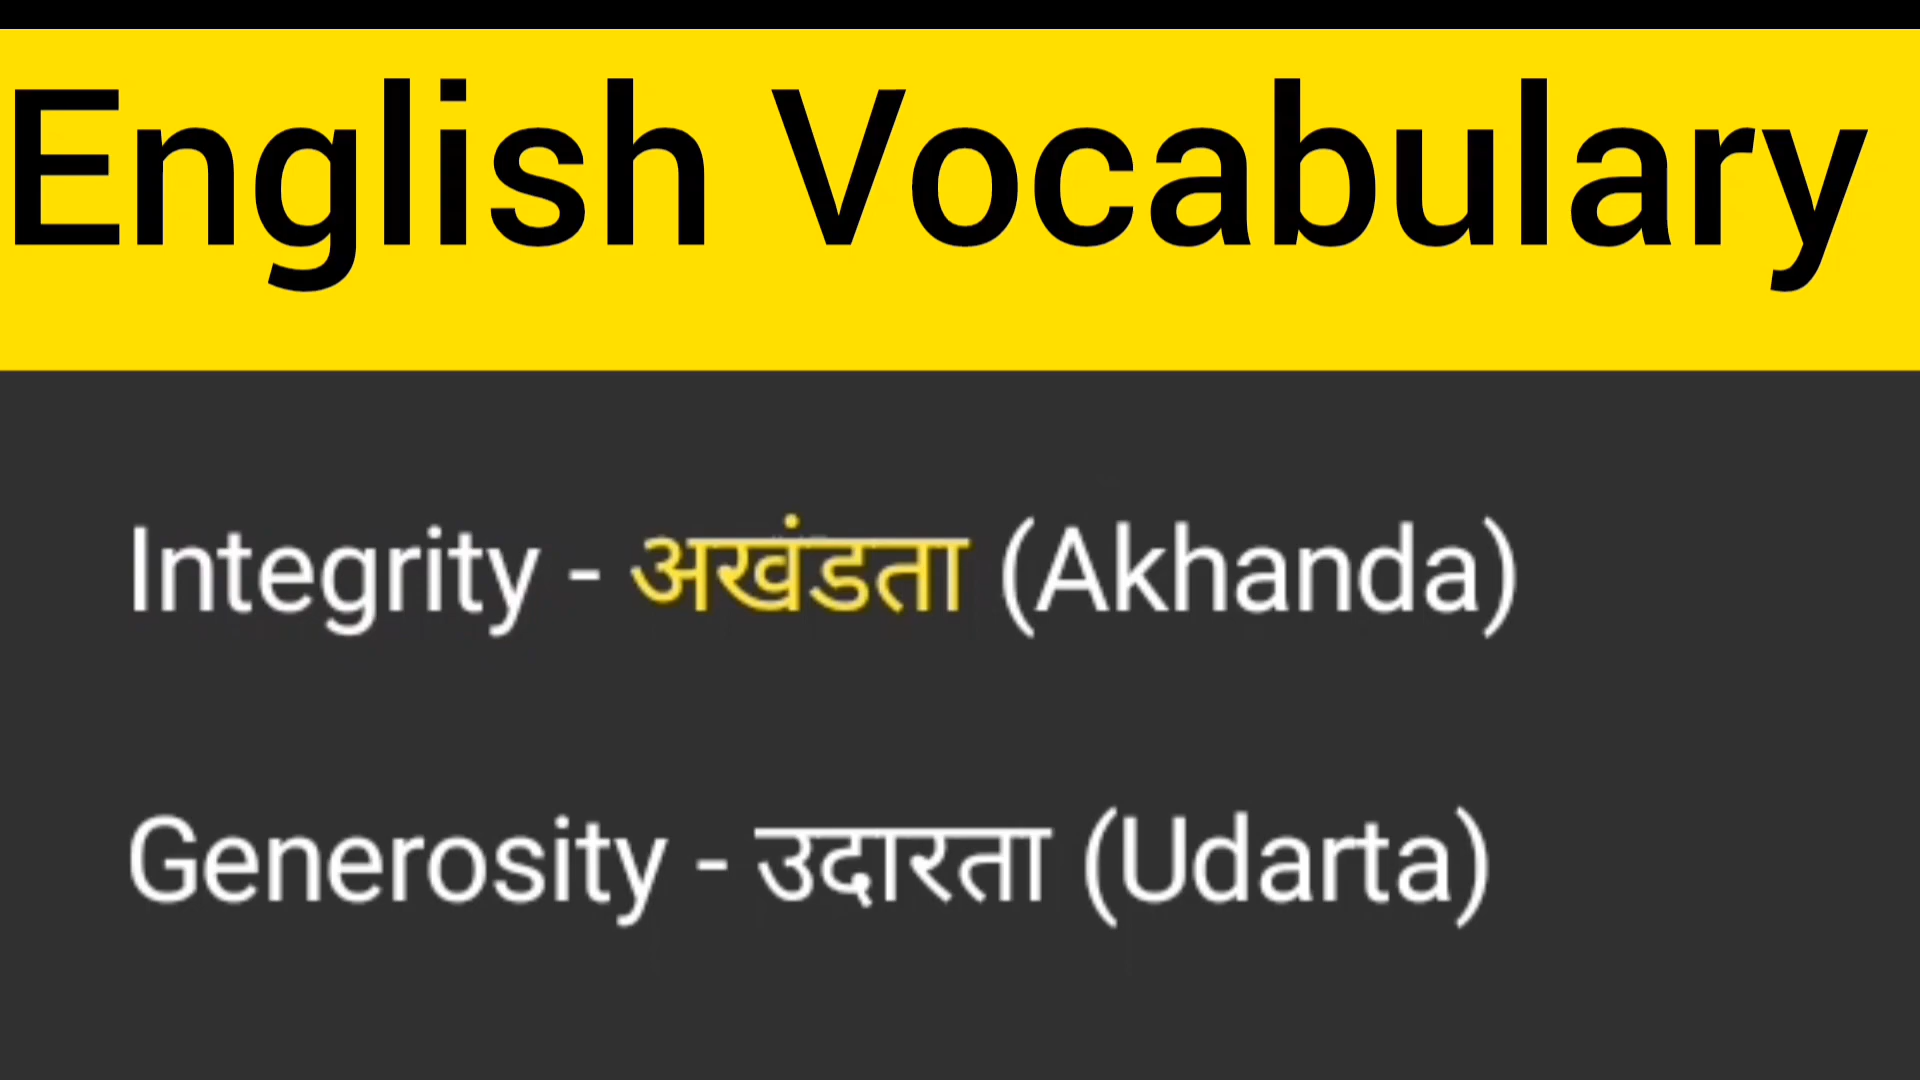 English Vocabulary
Integrity - अखंडता (Akhanda)
Generosity - उदारता (Udarta)